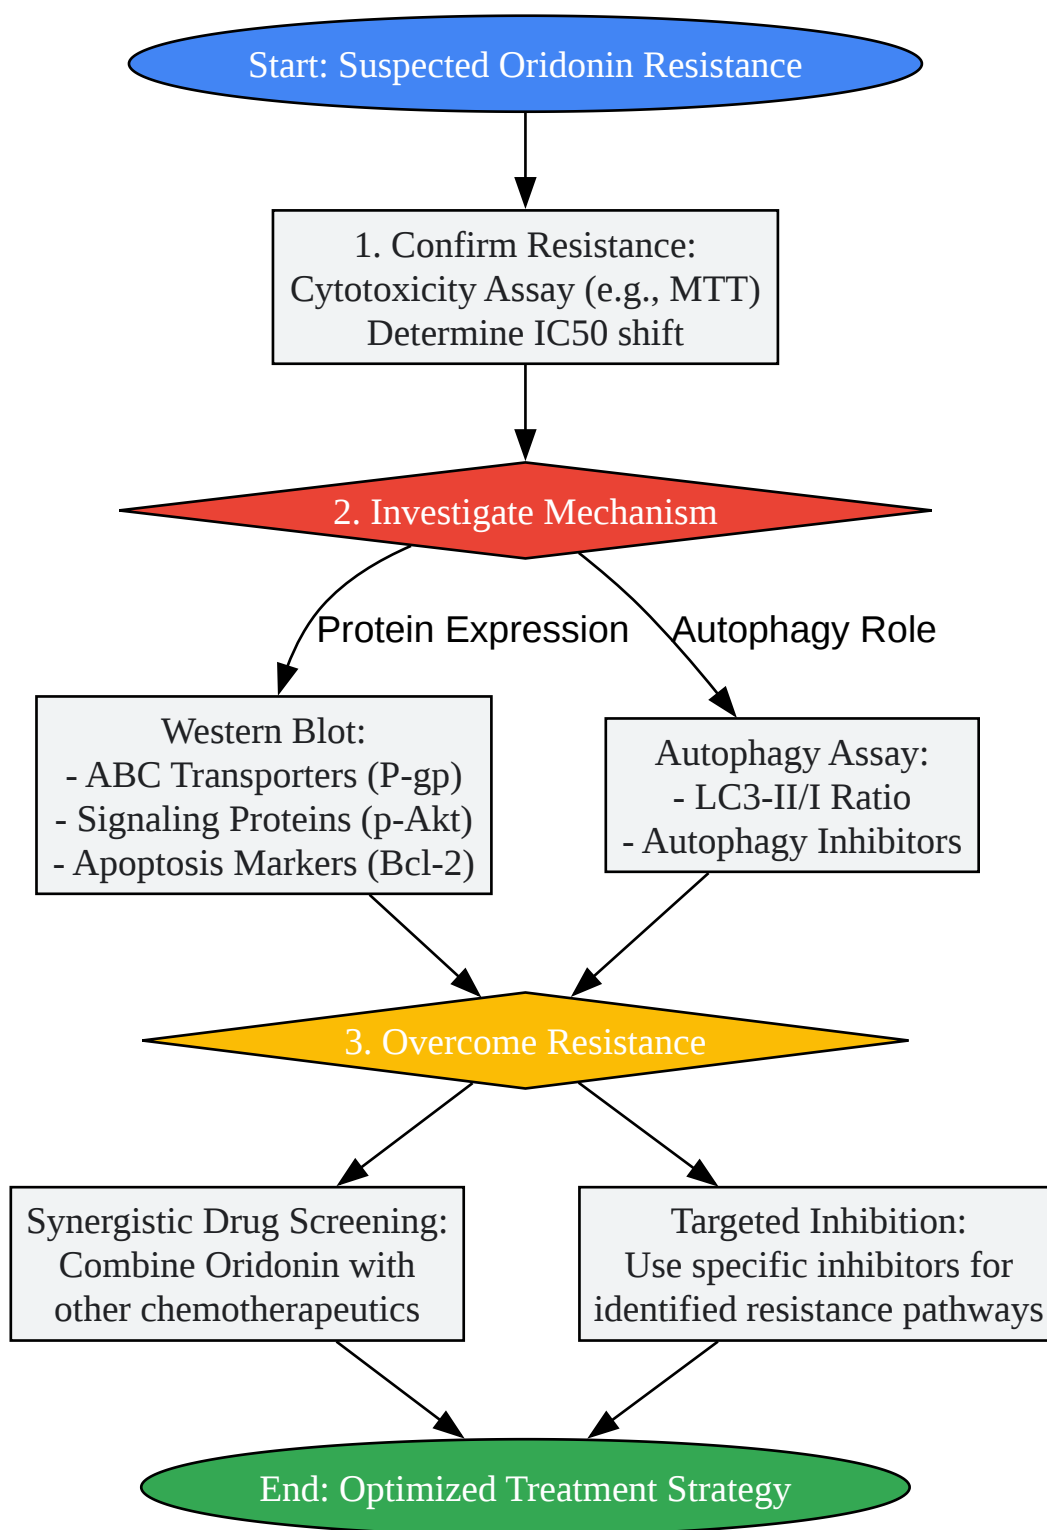 Start: Suspected Oridonin Resistance
1. Confirm Resistance:
Cytotoxicity Assay (e.g., MTT)
Determine IC50 shift
2. Investigate Mechanism
Protein Expression
Autophagy Role
Western Blot:
- ABC Transporters (P-gp)
- Signaling Proteins (p-Akt)
- Apoptosis Markers (Bcl-2)
Autophagy Assay:
- LC3-II/I Ratio
- Autophagy Inhibitors
3. Overcome Resistance
Synergistic Drug Screening:
Combine Oridonin with
other chemotherapeutics
Targeted Inhibition:
Use specific inhibitors for
identified resistance pathways
End: Optimized Treatment Strategy